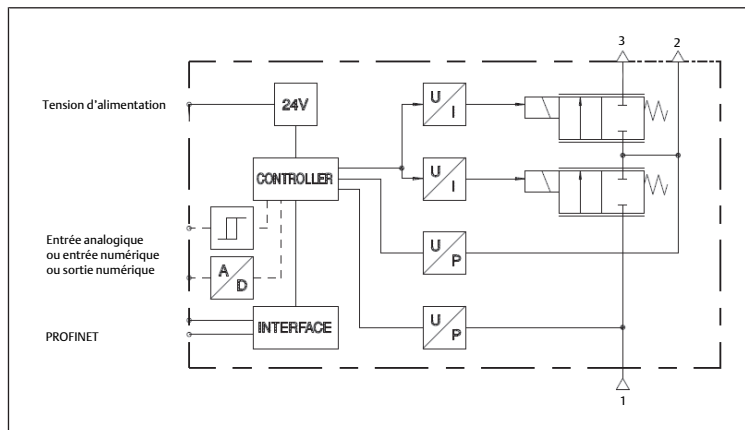 3 2
Tension d'alimentation
24V
U
I
CONTROLLER
U
I
Entrée analogique
ou entrée numérique
ou sortie numérique
A
D
U
P
PROFINET
INTERFACE
U
P
1